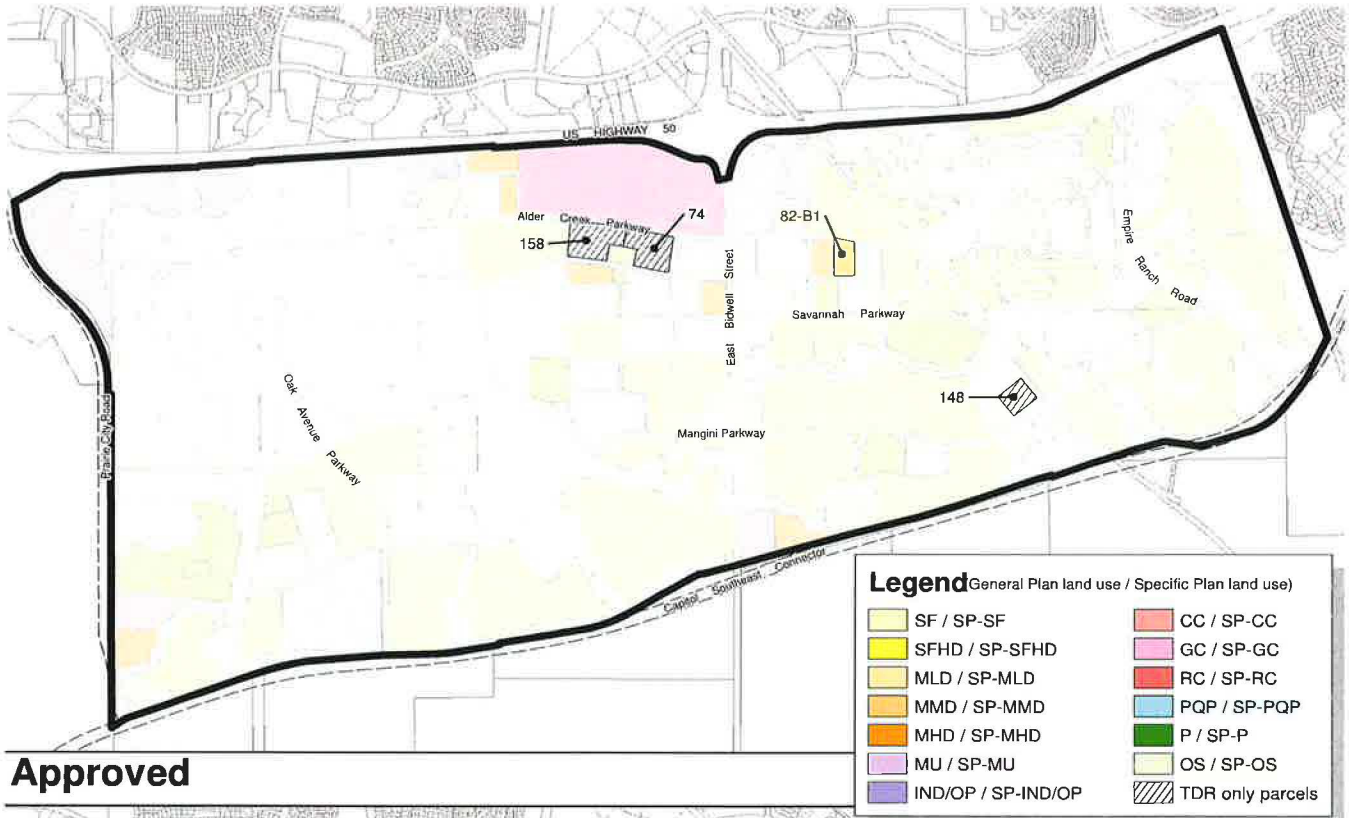 US HIGHWAY 50
Alder Creek Parkway
74
158
82-B1
East Bidwell Street
Savannah Parkway
Empire Ranch Road
148
Oak Avenue Parkway
Mangini Parkway
Prairie City Road
Capitol Southeast Connector
Approved
Legend General Plan land use / Specific Plan land use)
SF / SP-SF
SFHD / SP-SFHD
MLD / SP-MLD
MMD / SP-MMD
MHD / SP-MHD
MU / SP-MU
IND/OP / SP-IND/OP
CC / SP-CC
GC / SP-GC
RC / SP-RC
PQP / SP-PQP
P / SP-P
OS / SP-OS
TDR only parcels